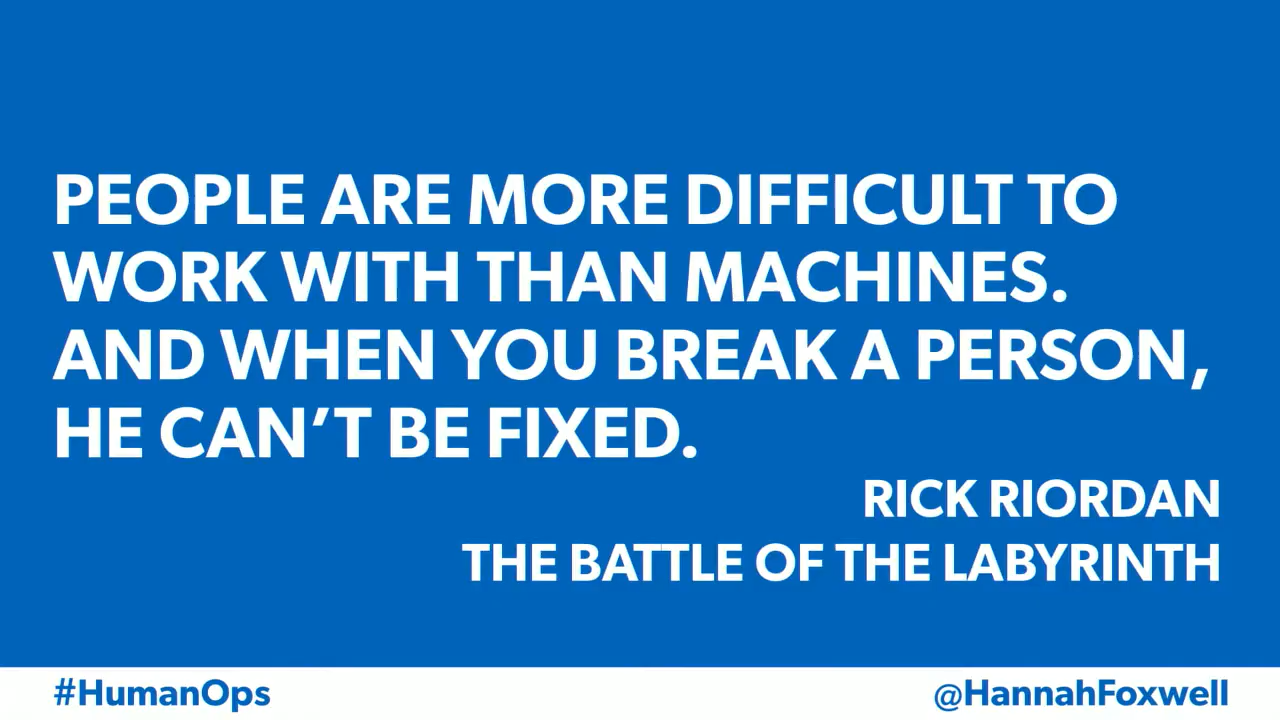 PEOPLE ARE MORE DIFFICULT TO
WORK WITH THAN MACHINES.
AND WHEN YOU BREAK A PERSON,
HE CAN’T BE FIXED.
RICK RIORDAN
THE BATTLE OF THE LABYRINTH
#HumanOps
@HannahFoxwell